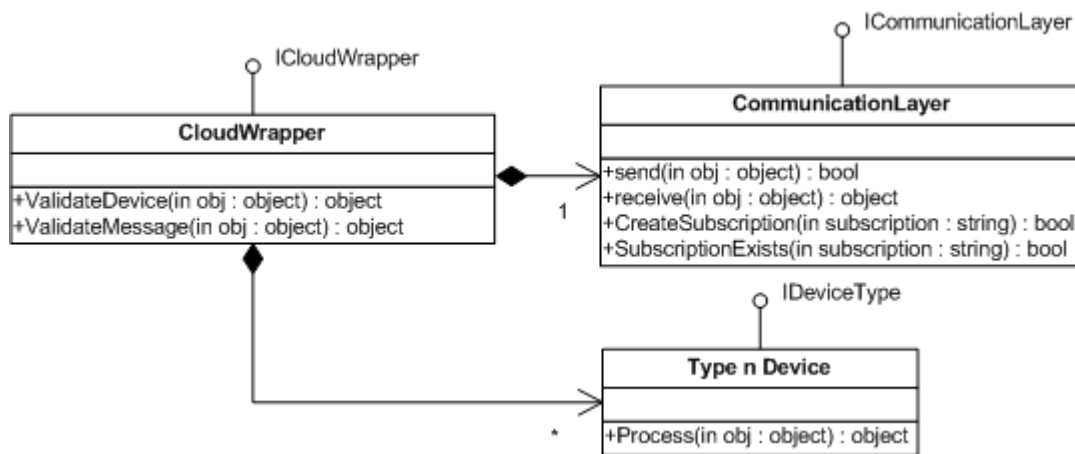 ICommunicationLayer
ICloudWrapper
CloudWrapper
+ValidateDevice(in obj : object) : object
+ValidateMessage(in obj : object) : object
1
CommunicationLayer
+send(in obj : object) : bool
+receive(in obj : object) : object
+CreateSubscription(in subscription : string) : bool
+SubscriptionExists(in subscription : string) : bool
IDeviceType
Type n Device
*
+Process(in obj : object) : object